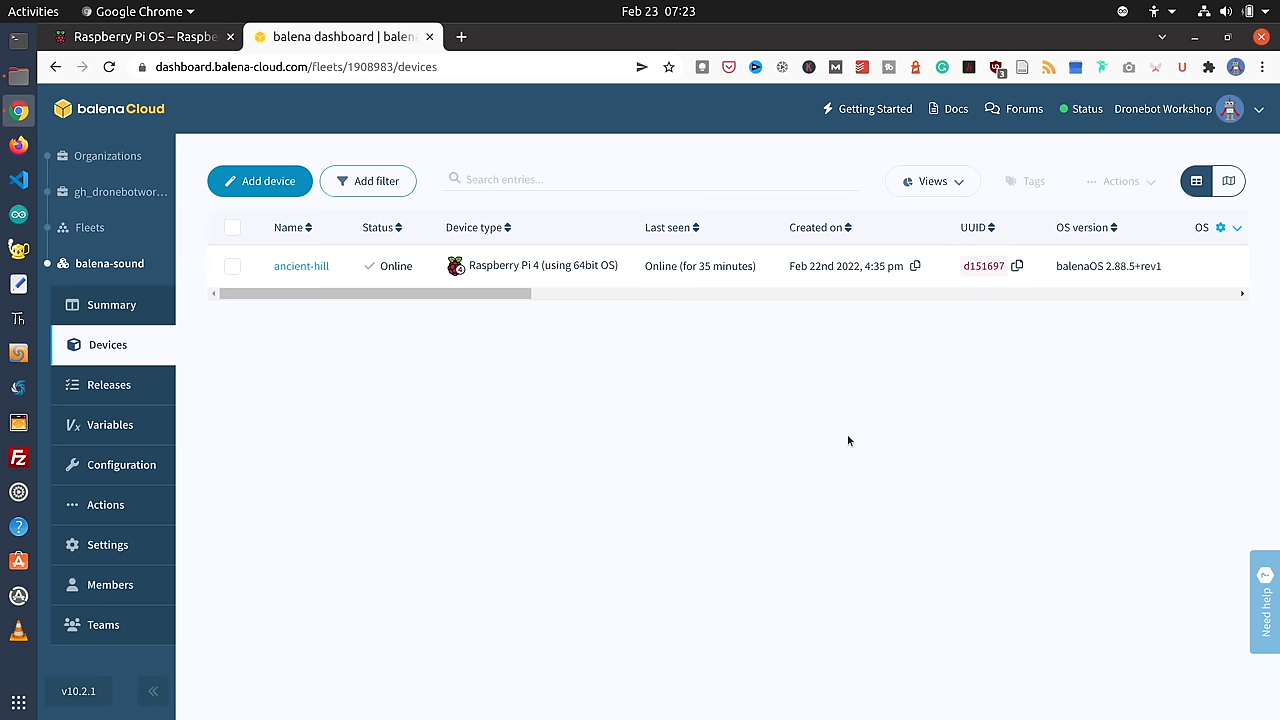 Activities
Google Chrome
Feb 23 07:23
Raspberry Pi OS – Raspbe
balena dashboard | balen
dashboard.balena-cloud.com/fleets/1908983/devices
balenaCloud
Getting Started
Docs
Forums
Status
Dronebot Workshop
Organizations
gh_dronebotwor...
Fleets
balena-sound
Summary
Devices
Releases
Variables
Configuration
Actions
Settings
Members
Teams
v10.2.1
Add device
Add filter
Search entries...
Views
Tags
Actions
Name Status Device type Last seen Created on UUID OS version OS
ancient-hill Online Raspberry Pi 4 (using 64bit OS) Online (for 35 minutes) Feb 22nd 2022, 4:35 pm d151697 balenaOS 2.88.5+rev1
Need help